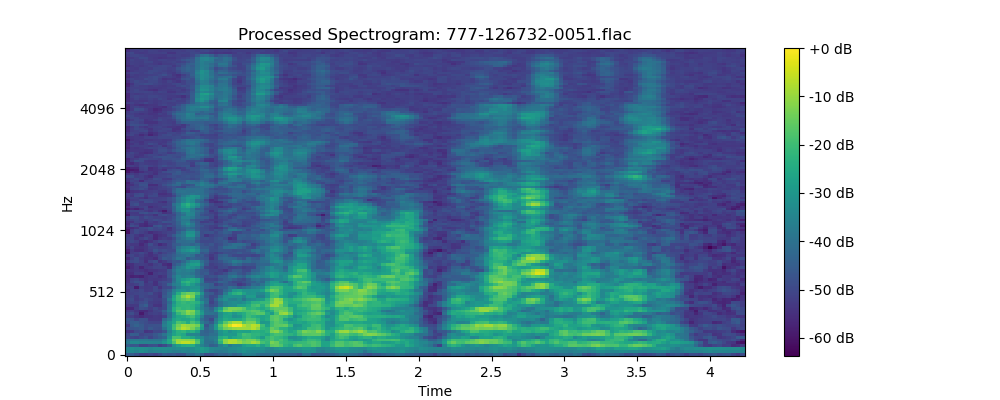 Processed Spectrogram: 777-126732-0051.flac
+0 dB
4096
-10 dB
-20 dB
2048
-30 dB
Hz
1024
-40 dB
512
-50 dB
0
-60 dB
0 0.5 1 1.5 2 2.5 3 3.5 4
Time